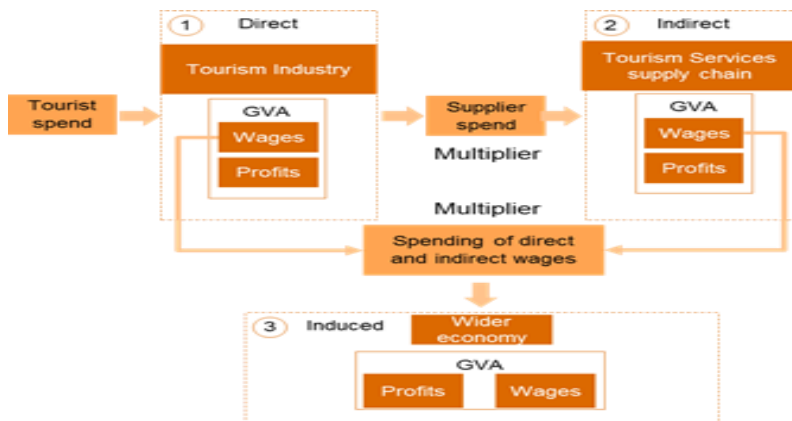 1 Direct
Tourism Industry
Tourist
spend
GVA
Wages
Profits
Supplier
spend
Multiplier
2 Indirect
Tourism Services
supply chain
GVA
Wages
Profits
Multiplier
Spending of direct
and indirect wages
3 Induced
Wider
economy
GVA
Profits Wages